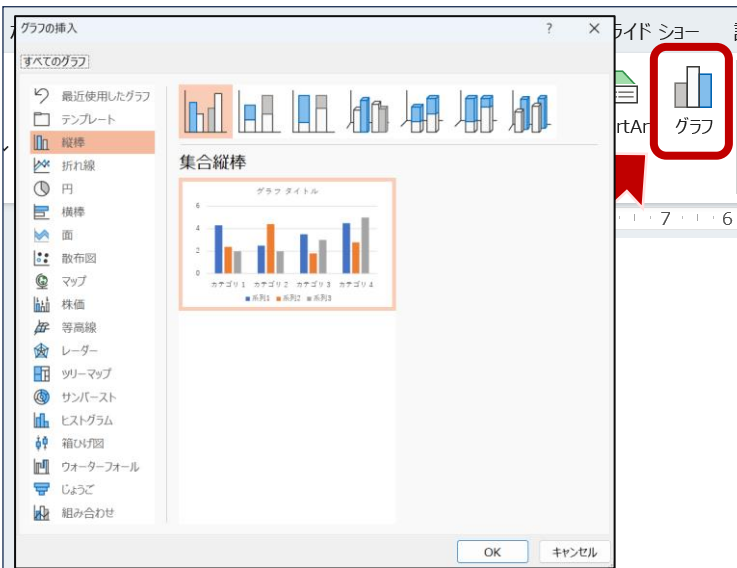 グラフの挿入
? ×
すべてのグラフ
最近使用したグラフ
テンプレート
縦棒
折れ線
円
横棒
面
散布図
マップ
株価
等高線
レーダー
ツリーマップ
サンバースト
ヒストグラム
箱ひげ図
ウォーターフォール
じょうご
組み合わせ
集合縦棒
グラフ タイトル
6
4
2
0
カテゴリ 1 カテゴリ 2 カテゴリ 3 カテゴリ 4
系列1 系列2 系列3
OK キャンセル
ライド ショー
rtAr
グラフ
7 6